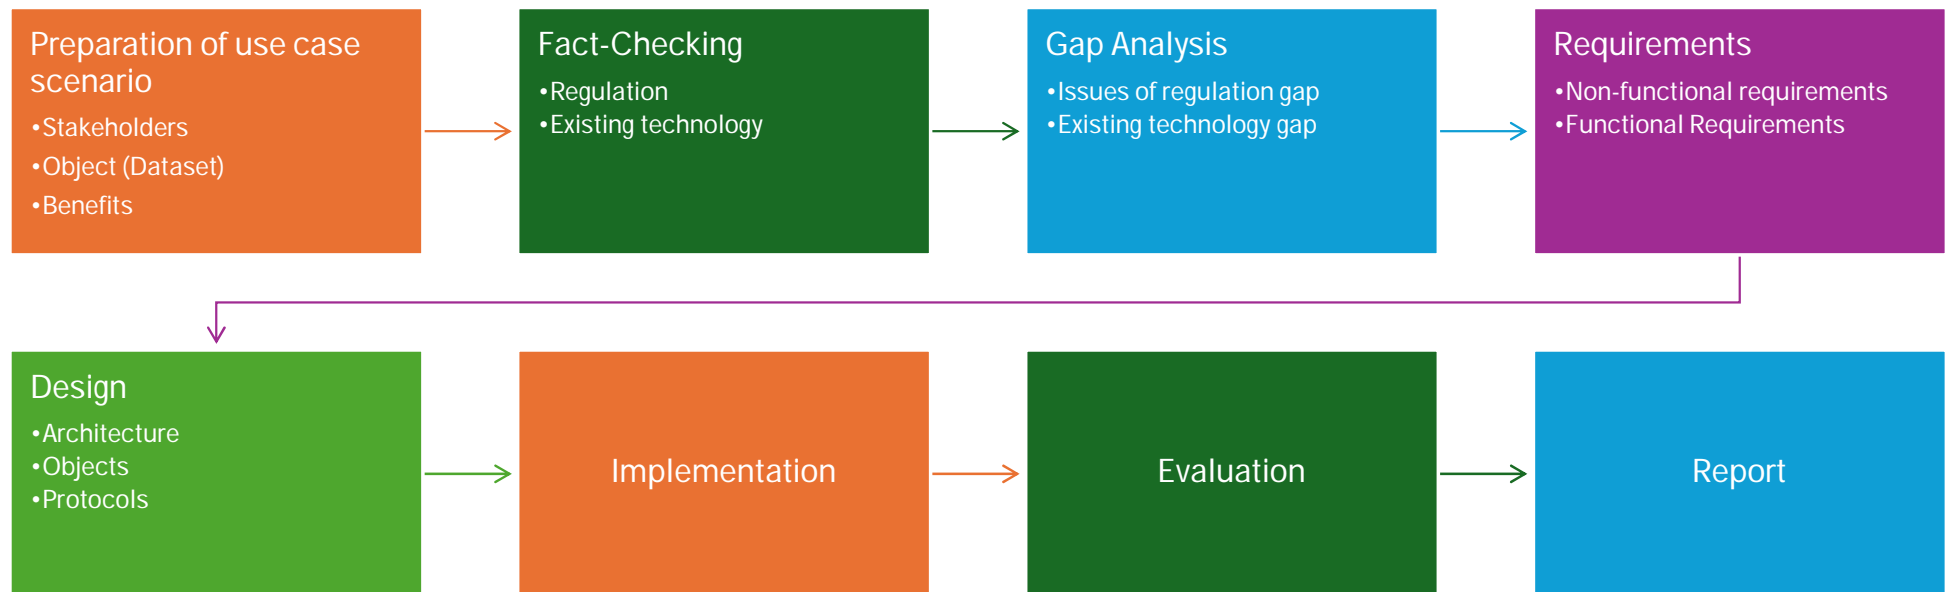 Preparation of use case
scenario
•Stakeholders
•Object (Dataset)
•Benefits
Fact-Checking
•Regulation
•Existing technology
Gap Analysis
•Issues of regulation gap
•Existing technology gap
Requirements
•Non-functional requirements
•Functional Requirements
Design
•Architecture
•Objects
•Protocols
Implementation
Evaluation
Report